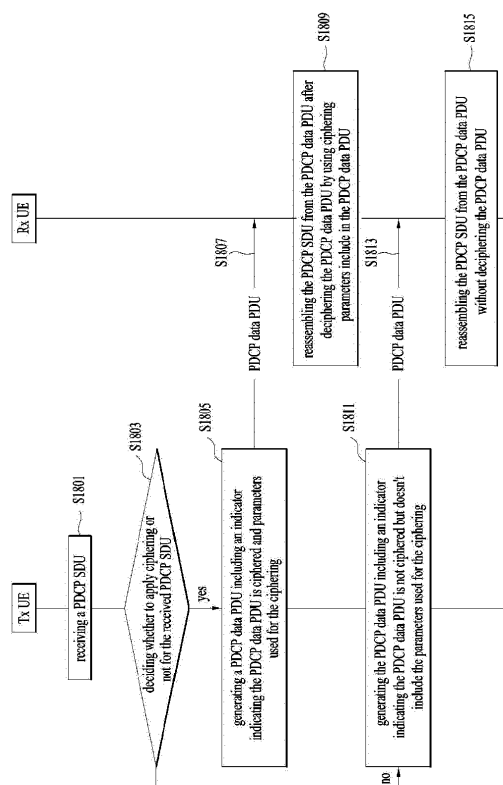 Tx UE
Rx UE
receiving a PDCP SDU
S1801
deciding whether to apply ciphering or
not for the received PDCP SDU
S1803
yes
generating a PDCP data PDU including an indicator
indicating the PDCP data PDU is ciphered and parameters
used for the ciphering
S1805
PDCP data PDU
S1807
reassembling the PDCP SDU from the PDCP data PDU after
deciphering the PDCP data PDU by using ciphering
parameters include in the PDCP data PDU
S1809
no
generating the PDCP data PDU including an indicator
indicating the PDCP data PDU is not ciphered but doesn't
include the parameters used for the ciphering
S1811
PDCP data PDU
S1813
reassembling the PDCP SDU from the PDCP data PDU
without deciphering the PDCP data PDU
S1815